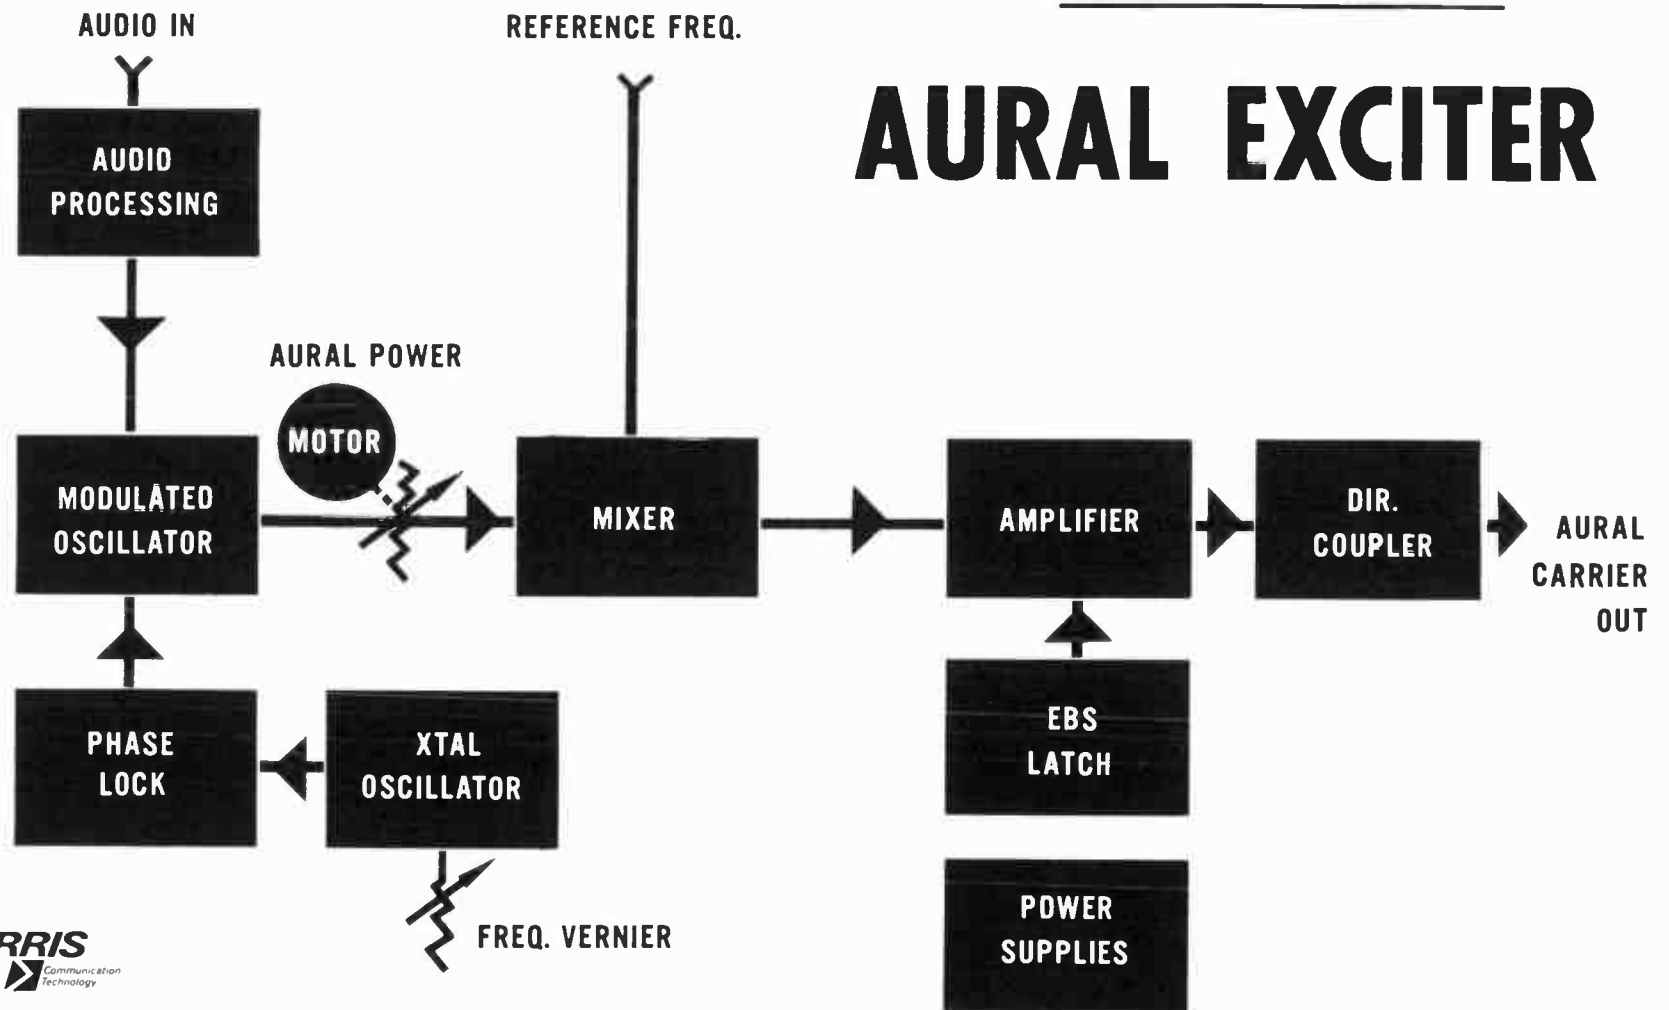 AUDIO IN
REFERENCE FREQ.
AURAL EXCITER
AUDIO
PROCESSING
AURAL POWER
MOTOR
MODULATED
OSCILLATOR
MIXER
AMPLIFIER
DIR.
COUPLER
AURAL
CARRIER
OUT
PHASE
LOCK
XTAL
OSCILLATOR
EBS
LATCH
FREQ. VERNIER
POWER
SUPPLIES
RRIS
Communication
Technology